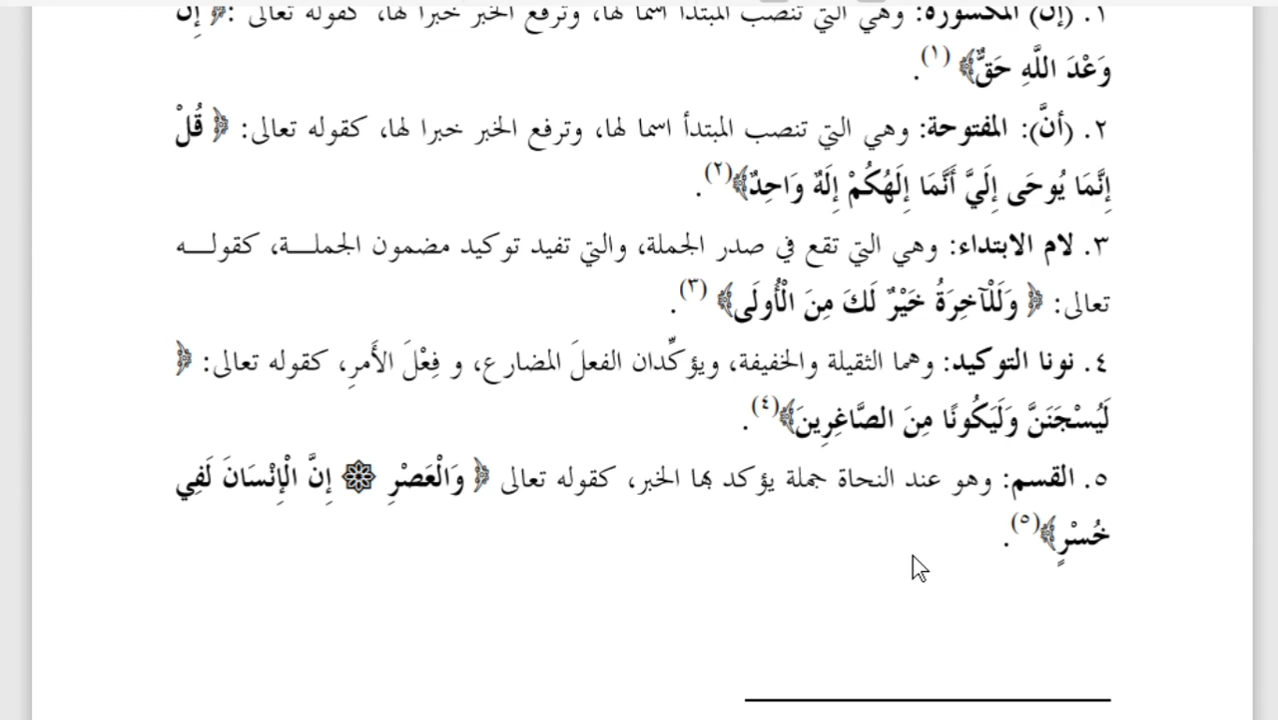 ١. (إنّ) المكسورة: وهي التي تنصب المبتدأ اسما لها، وترفع الخبر خبرا لها، كقوله تعالى :﴿ إِنَّ
وَعْدَ اللَّهِ حَقٌّ﴾ (١).
٢. (أنَّ): المفتوحة: وهي التي تنصب المبتدأ اسما لها، وترفع الخبر خبرا لها، كقوله تعالى: ﴿ قُلْ
إِنَّمَا يُوحَى إِلَيَّ أَنَّمَا إِلَهُكُمْ إِلَهٌ وَاحِدٌ﴾(٢).
٣. لام الابتداء: وهي التي تقع في صدر الجملة، والتي تفيد توكيد مضمون الجملـــة، كقولـــه
تعالى: ﴿ وَلَلْآخِرَةُ خَيْرٌ لَكَ مِنَ الْأُولَى﴾ (٣).
٤. نونا التوكيد: وهما الثقيلة والخفيفة، ويؤكِّدان الفعلَ المضارع، و فِعْلَ الأَمرِ، كقوله تعالى: ﴿
لَيُسْجَنَنَّ وَلَيَكُونًا مِنَ الصَّاغِرِينَ﴾(٤).
٥. القسم: وهو عند النحاة جملة يؤكد بها الخبر، كقوله تعالى ﴿ وَالْعَصْرِ ۞ إِنَّ الْإِنْسَانَ لَفِي
خُسْرٍ﴾(٥).